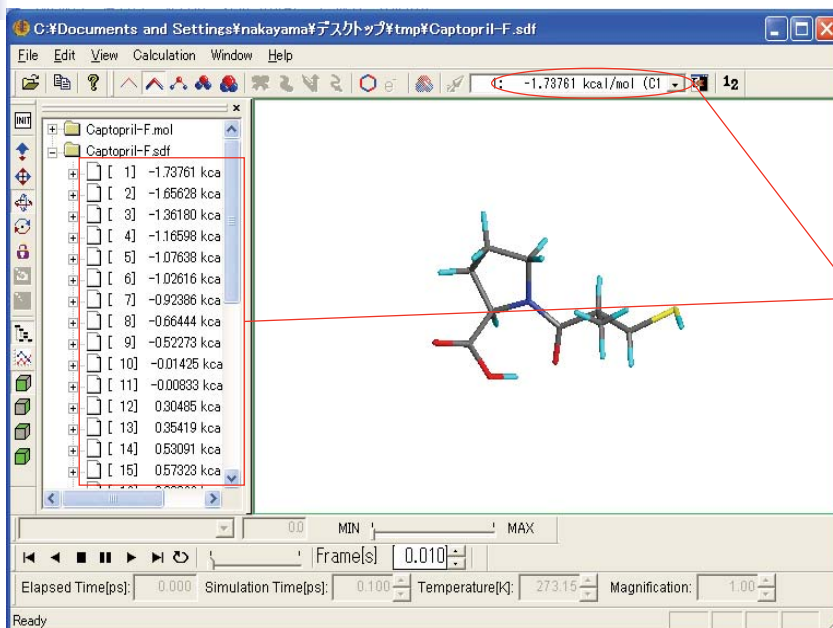 C:¥Documents and Settings¥nakayama¥デスクトップ¥tmp¥Captopril-F.sdf
File Edit View Calculation Window Help
: -1.73761 kcal/mol (C1 12
INIT
Captopril-F.mol
Captopril-F.sdf
[ 1] -1.73761 kca
[ 2] -1.65628 kca
[ 3] -1.36180 kca
[ 4] -1.16598 kca
[ 5] -1.07638 kca
[ 6] -1.02616 kca
[ 7] -0.92386 kca
[ 8] -0.66444 kca
[ 9] -0.52273 kca
[ 10] -0.01425 kca
[ 11] -0.00833 kca
[ 12] 0.30485 kca
[ 13] 0.35419 kca
[ 14] 0.53091 kca
[ 15] 0.57323 kca
0.0 MIN MAX
Frame[s] 0.010
Elapsed Time[ps]: 0.000 Simulation Time[ps]: 0.100 Temperature[K]: 273.15 Magnification: 1.00
Ready